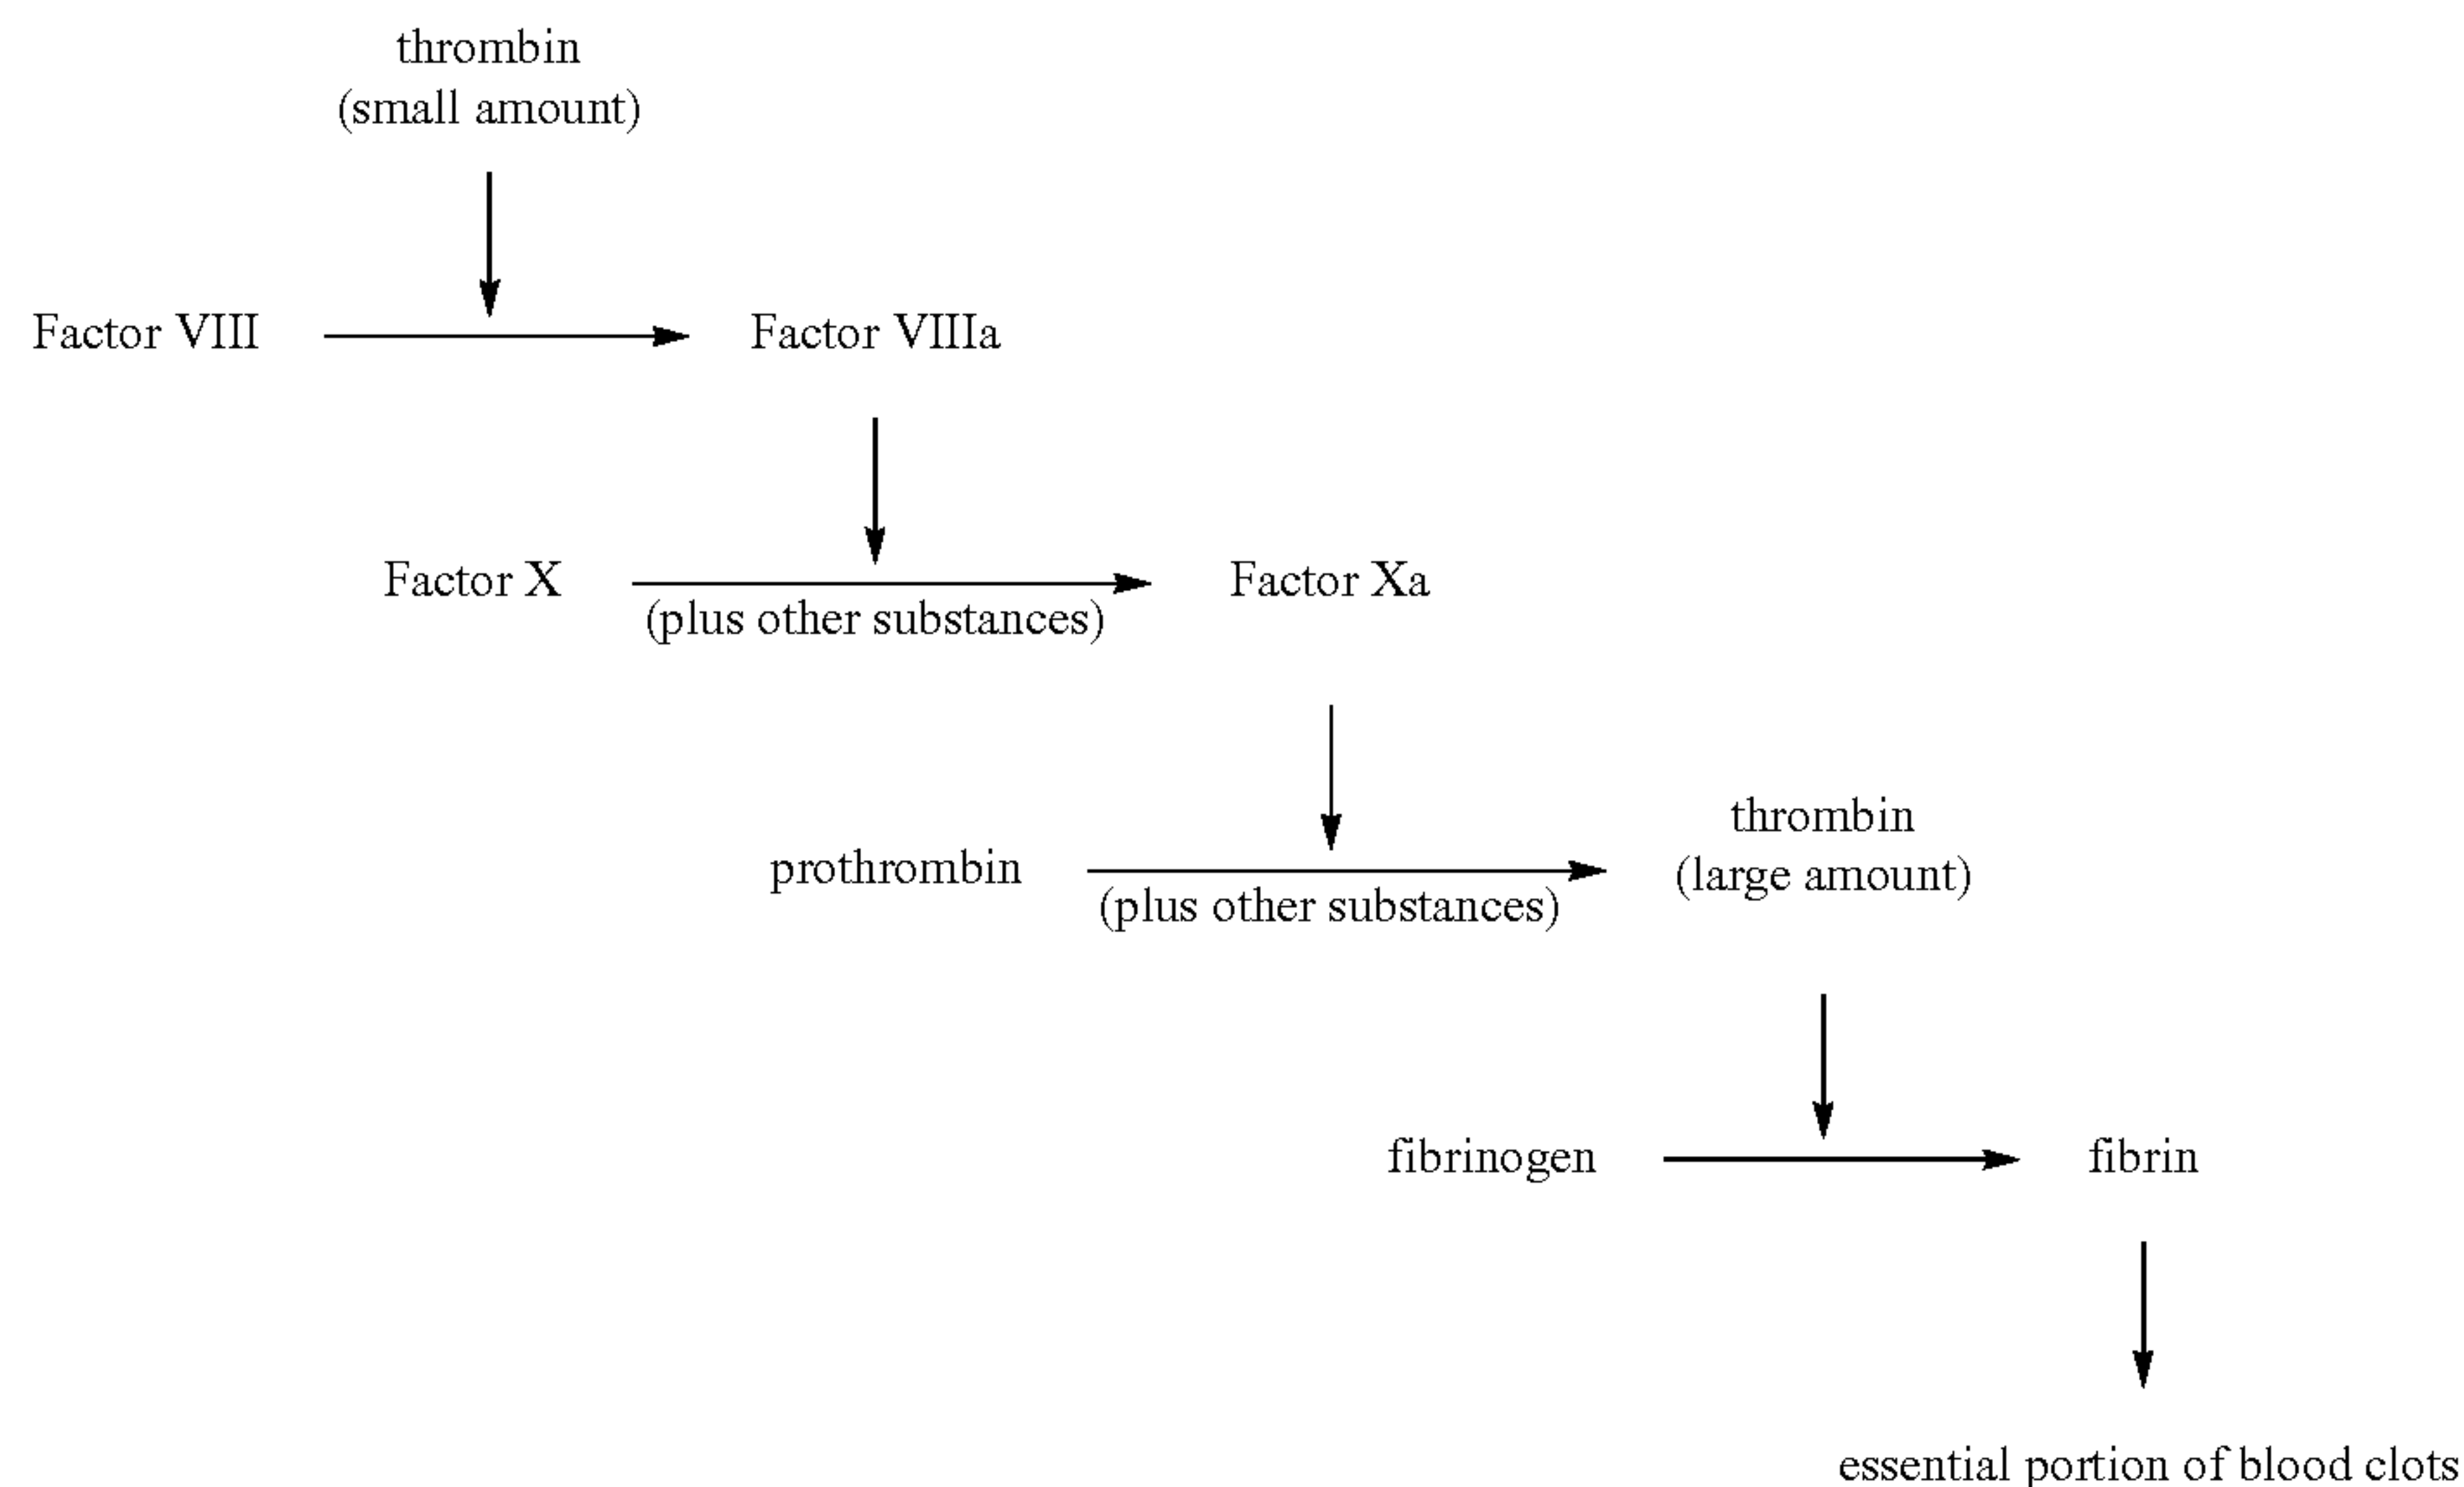 thrombin
(small amount)
Factor VIII
Factor VIIIa
Factor X
(plus other substances)
Factor Xa
prothrombin
(plus other substances)
thrombin
(large amount)
fibrinogen
fibrin
essential portion of blood clots